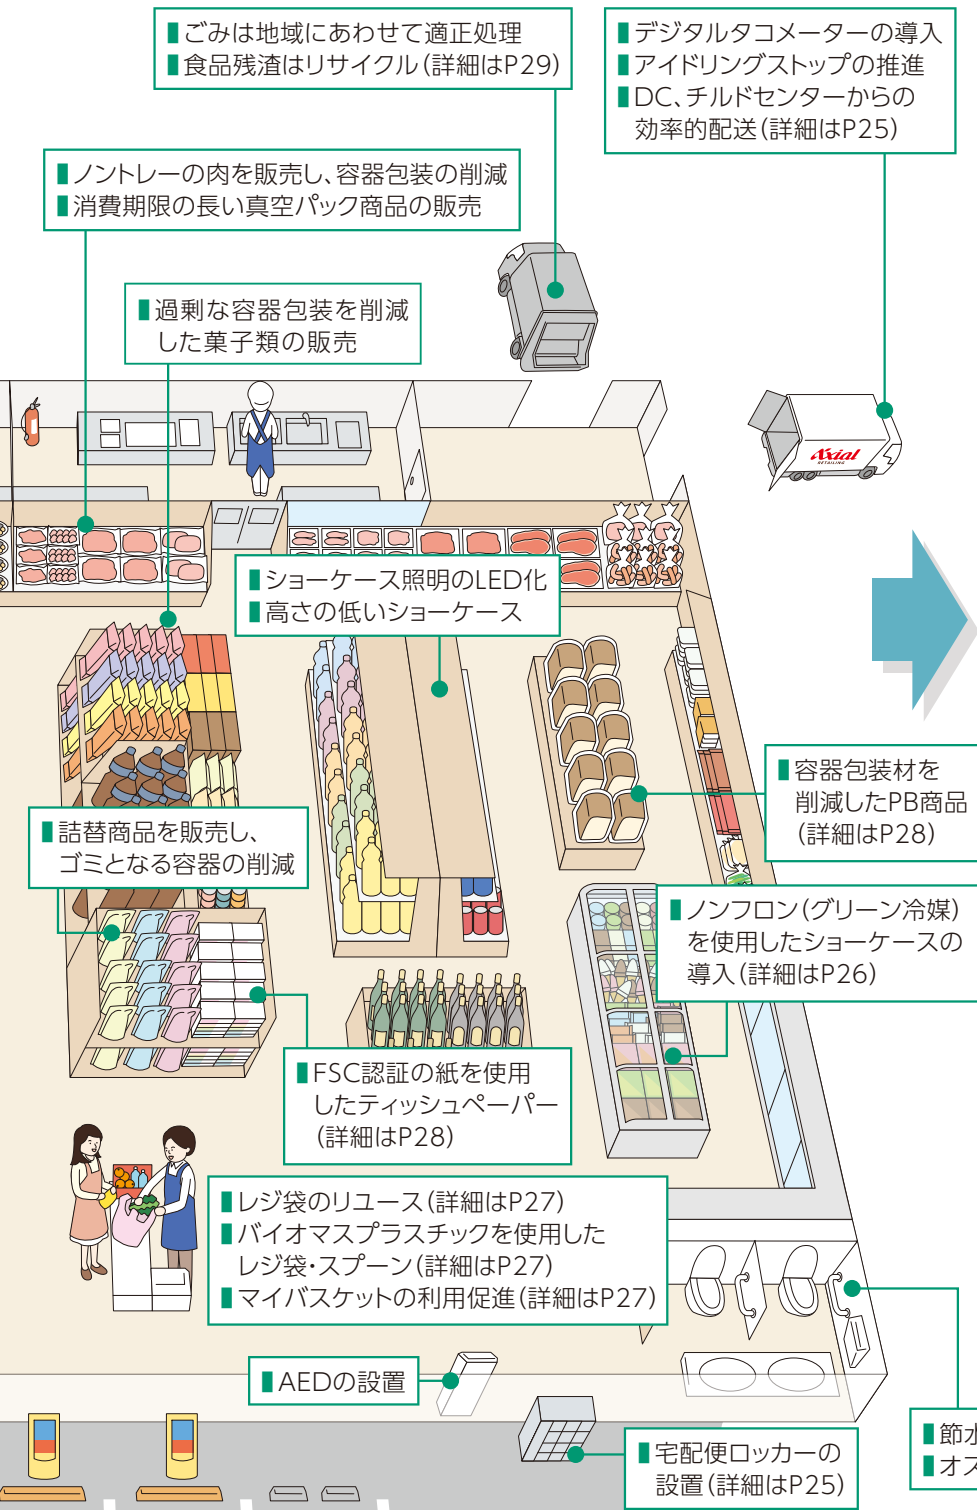 ごみは地域にあわせて適正処理
食品残渣はリサイクル(詳細はP29)
デジタルタコメーターの導入
アイドリングストップの推進
DC、チルドセンターからの
効率的配送(詳細はP25)
ノントレーの肉を販売し、容器包装の削減
消費期限の長い真空パック商品の販売
過剰な容器包装を削減
した菓子類の販売
Axial
RETAILING
ショーケース照明のLED化
高さの低いショーケース
容器包装材を
削減したPB商品
(詳細はP28)
詰替商品を販売し、
ゴミとなる容器の削減
ノンフロン(グリーン冷媒)
を使用したショーケースの
導入(詳細はP26)
FSC認証の紙を使用
したティッシュペーパー
(詳細はP28)
レジ袋のリユース(詳細はP27)
バイオマスプラスチックを使用した
レジ袋・スプーン(詳細はP27)
マイバスケットの利用促進(詳細はP27)
AEDの設置
宅配便ロッカーの
設置(詳細はP25)
節水
オス